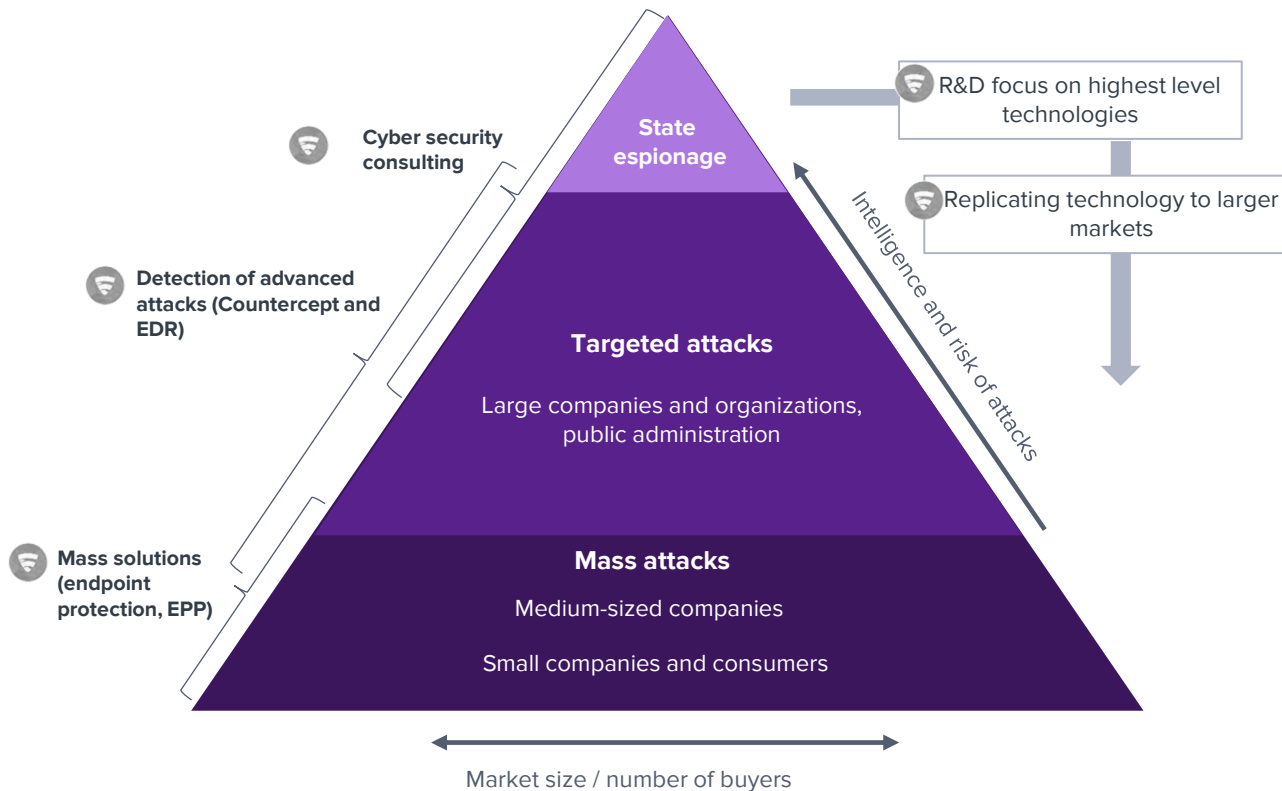 State
espionage
R&D focus on highest level
technologies
Cyber security
consulting
Replicating technology to larger
markets
Intelligence and risk of attacks
Detection of advanced
attacks (Countercept and
EDR)
Targeted attacks
Large companies and organizations,
public administration
Mass solutions
(endpoint
protection, EPP)
Mass attacks
Medium-sized companies
Small companies and consumers
Market size / number of buyers